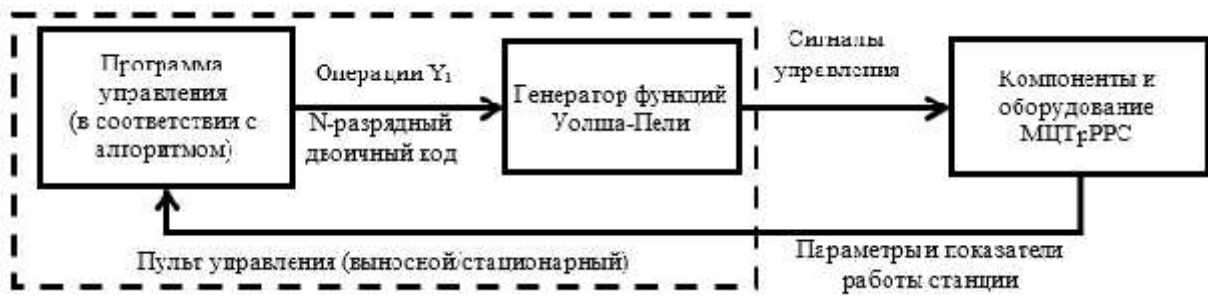 Программа
управления
(в соответствии с
алгоритмом)
Операции Y₁
N-разрядный
двоичный код
Генератор функций
Уолша-Пели
Сигналы
управления
Компоненты и
оборудование
МЦТрРРС
Пульт управления (выносной/стационарный)
Параметры и показатели
работы станции